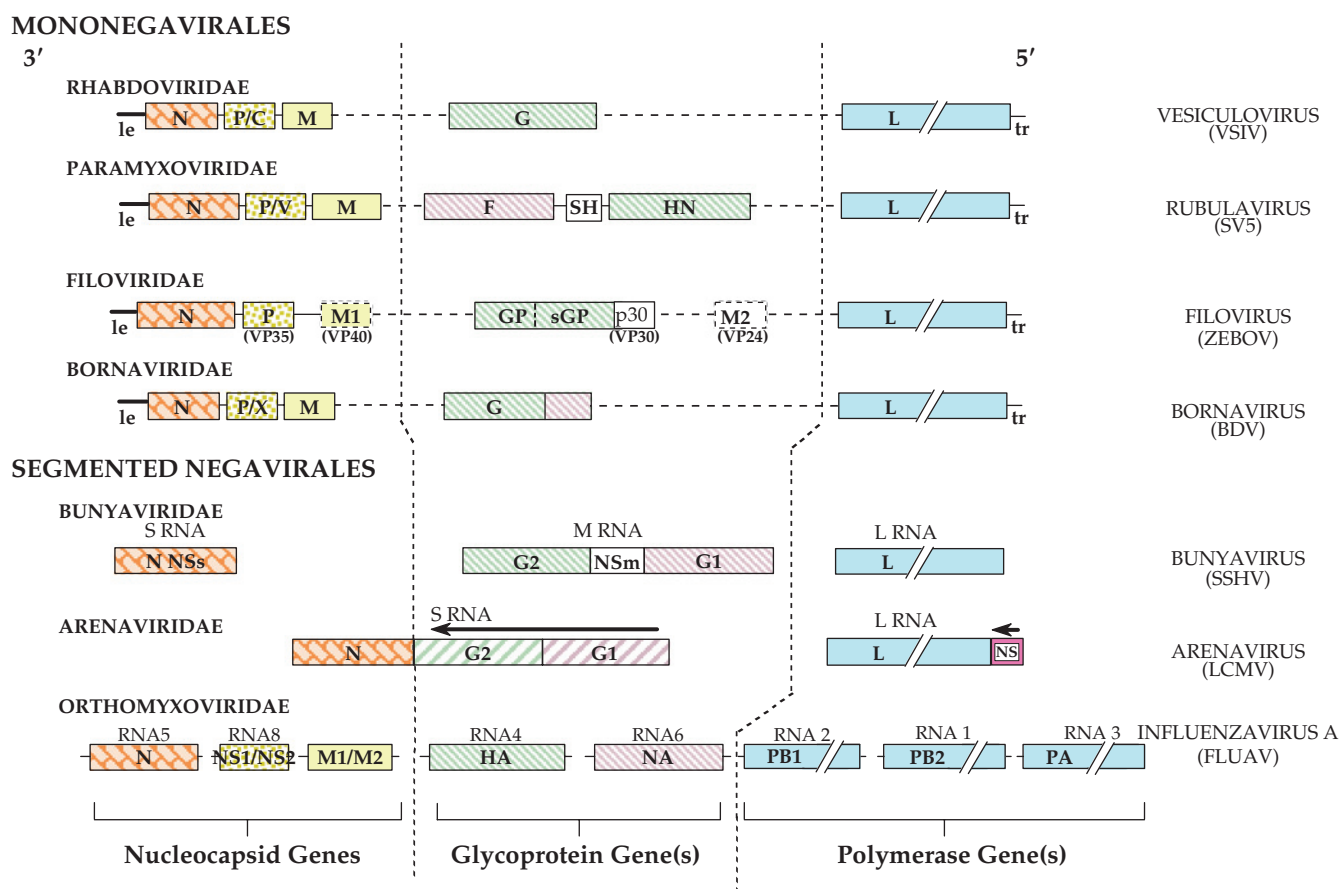 MONONEGAVIRALES
3′ 5′
RHABDOVIRIDAE
N P/C M G L
le tr
VESICULOVIRUS
(VSIV)
PARAMYXOVIRIDAE
N P/V M F SH HN L
le tr
RUBULAVIRUS
(SV5)
FILOVIRIDAE
N P M1 GP sGP p30 M2 L
le (VP35) (VP40) (VP30) (VP24) tr
FILOVIRUS
(ZEBOV)
BORNAVIRIDAE
N P/X M G L
le tr
BORNAVIRUS
(BDV)
SEGMENTED NEGAVIRALES
BUNYAVIRIDAE
S RNA M RNA L RNA
N NSs G2 NSm G1 L
BUNYAVIRUS
(SSHV)
ARENAVIRIDAE
S RNA L RNA
N G2 G1 L NS
ARENAVIRUS
(LCMV)
ORTHOMYXOVIRIDAE
RNA5 RNA8 RNA4 RNA6 RNA 2 RNA 1 RNA 3
N NS1/NS2 M1/M2 HA NA PB1 PB2 PA
INFLUENZAVIRUS A
(FLUAV)
Nucleocapsid Genes Glycoprotein Gene(s) Polymerase Gene(s)